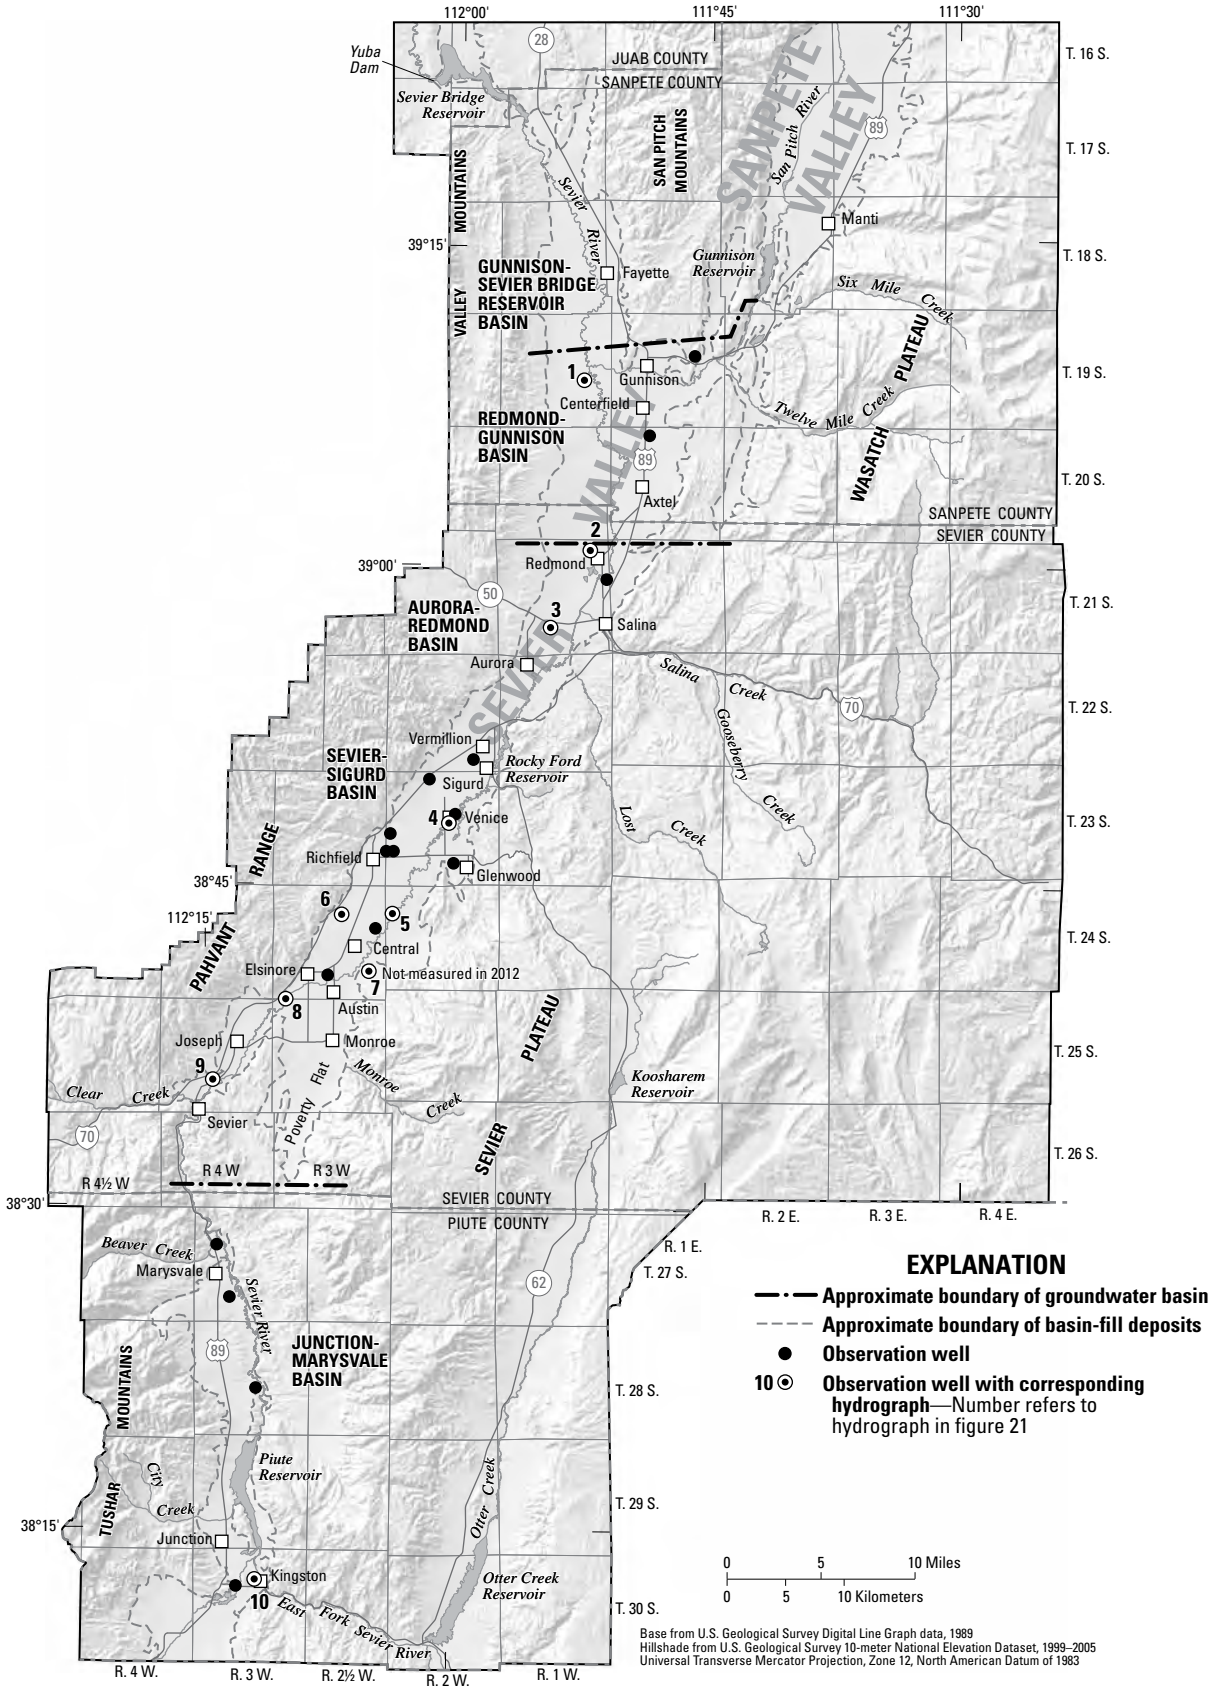 112°00'
111°45'
111°30'
28
Yuba
Dam
JUAB COUNTY
SANPETE COUNTY
T. 16 S.
Sevier Bridge
Reservoir
SAN PITCH
MOUNTAINS
SANPETE
VALLEY
San Pitch River
89
T. 17 S.
VALLEY MOUNTAINS
Sevier River
Manti
39°15'
T. 18 S.
GUNNISON-
SEVIER BRIDGE
RESERVOIR
BASIN
Fayette
Gunnison
Reservoir
Six Mile Creek
1
Gunnison
T. 19 S.
Centerfield
Twelve Mile Creek
WASATCH PLATEAU
REDMOND-
GUNNISON
BASIN
89
T. 20 S.
Axtel
SEVIER VALLEY
SANPETE COUNTY
SEVIER COUNTY
2
Redmond
39°00'
50
T. 21 S.
AURORA-
REDMOND
BASIN
3
Salina
Aurora
Salina Creek
70
T. 22 S.
Gooseberry Creek
Vermillion
SEVIER-
SIGURD
BASIN
Rocky Ford
Reservoir
Sigurd
4
Venice
Lost Creek
T. 23 S.
Richfield
Glenwood
PAHVANT RANGE
38°45'
112°15'
6
5
Central
T. 24 S.
Elsinore
7
Not measured in 2012
8
Austin
Joseph
Monroe
T. 25 S.
9
Clear Creek
Poverty Flat
Monroe Creek
Koosharem
Reservoir
Sevier
70
SEVIER PLATEAU
T. 26 S.
R 4½ W
R 4 W
R 3 W
38°30'
SEVIER COUNTY
PIUTE COUNTY
R. 2 E.
R. 3 E.
R. 4 E.
R. 1 E.
Beaver Creek
T. 27 S.
Marysvale
62
Sevier River
89
JUNCTION-
MARYSVALE
BASIN
T. 28 S.
TUSHAR MOUNTAINS
Piute
Reservoir
City Creek
T. 29 S.
Otter Creek
38°15'
Junction
Kingston
10
Otter Creek
Reservoir
East Fork Sevier River
T. 30 S.
R. 4 W.
R. 3 W.
R. 2½ W.
R. 2 W.
R. 1 W.
EXPLANATION
Approximate boundary of groundwater basin
Approximate boundary of basin-fill deposits
Observation well
10 Observation well with corresponding
hydrograph—Number refers to
hydrograph in figure 21
0 5 10 Miles
0 5 10 Kilometers
Base from U.S. Geological Survey Digital Line Graph data, 1989
Hillshade from U.S. Geological Survey 10-meter National Elevation Dataset, 1999–2005
Universal Transverse Mercator Projection, Zone 12, North American Datum of 1983